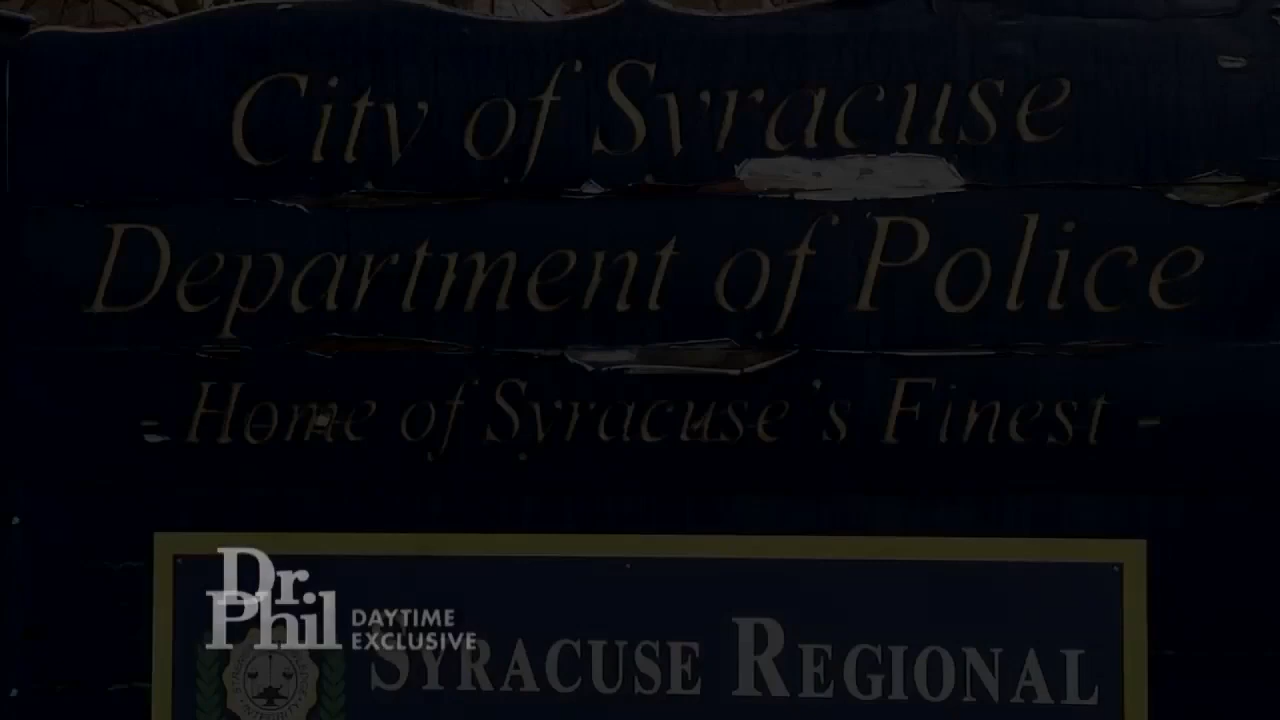 City of Syracuse
Department of Police
- Home of Syracuse's Finest -
Dr.
Phil
DAYTIME
EXCLUSIVE
SYRACUSE REGIONAL